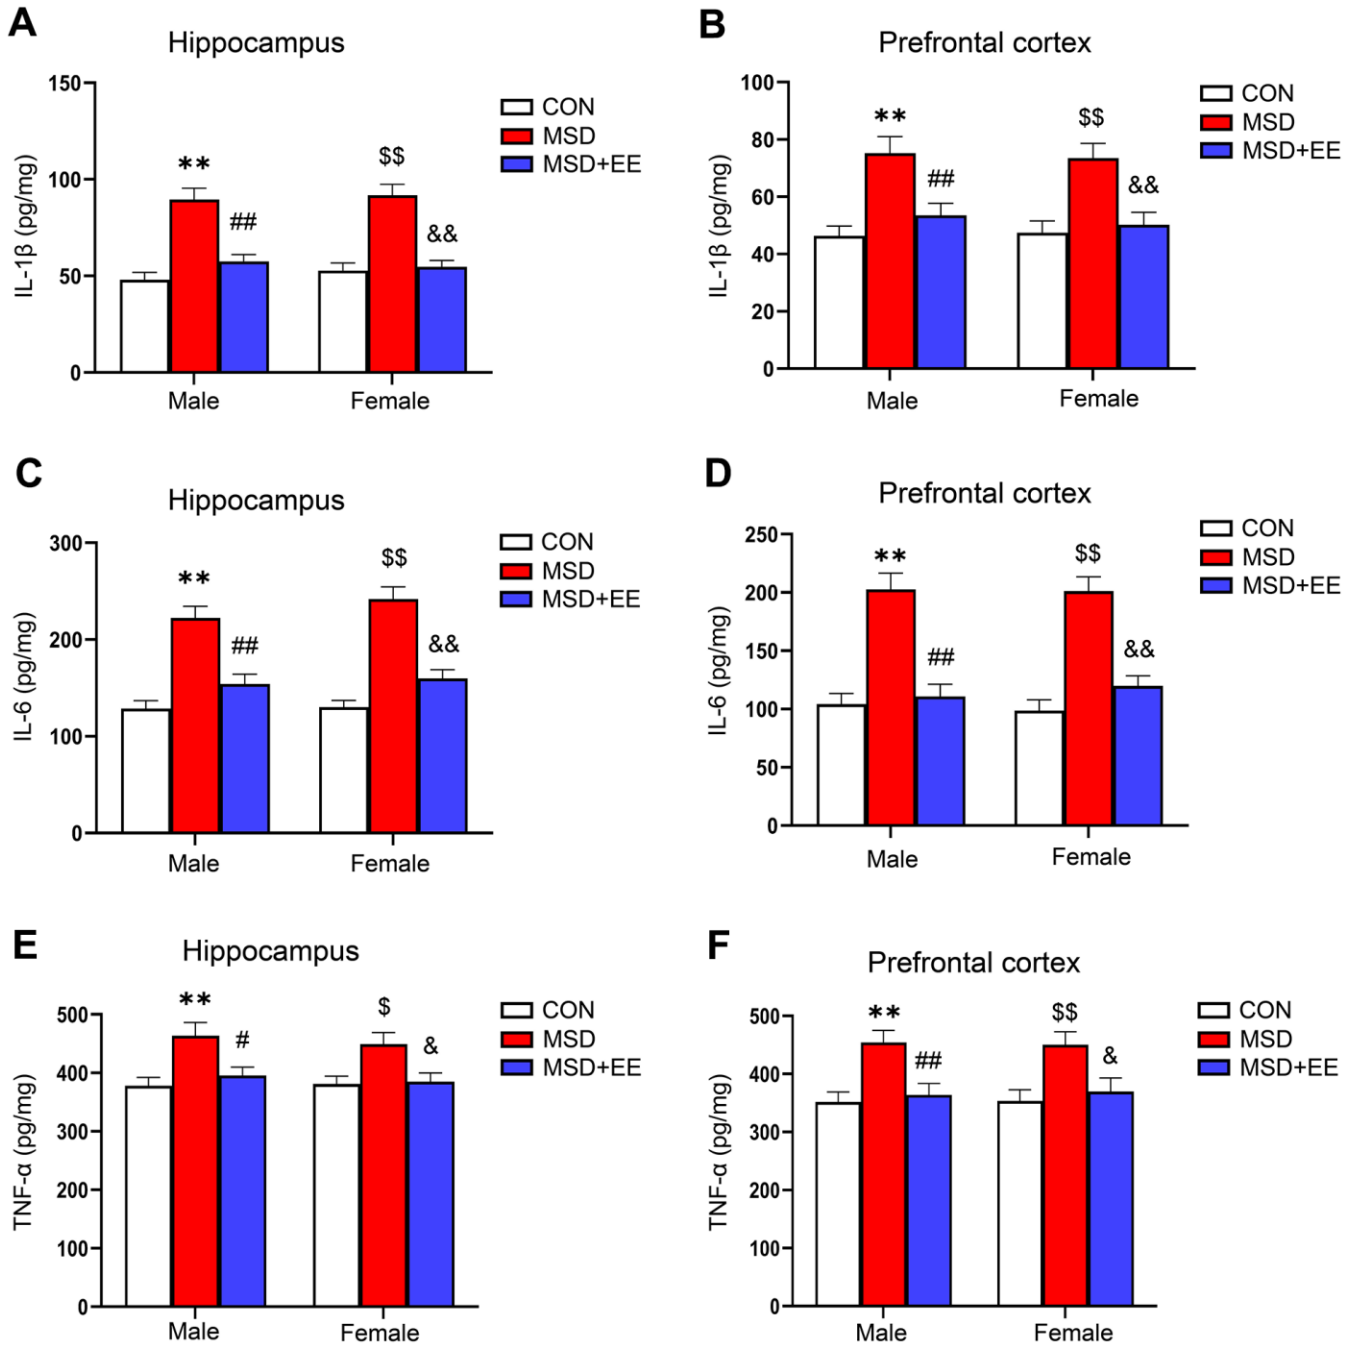 A
Hippocampus
150
100
50
0
IL-1β (pg/mg)
**
##
$$
&&
Male
Female
CON
MSD
MSD+EE
B
Prefrontal cortex
100
80
60
40
20
0
IL-1β (pg/mg)
**
##
$$
&&
Male
Female
CON
MSD
MSD+EE
C
Hippocampus
300
200
100
0
IL-6 (pg/mg)
**
##
$$
&&
Male
Female
CON
MSD
MSD+EE
D
Prefrontal cortex
250
200
150
100
50
0
IL-6 (pg/mg)
**
##
$$
&&
Male
Female
CON
MSD
MSD+EE
E
Hippocampus
500
400
300
200
100
0
TNF-α (pg/mg)
**
#
$
&
Male
Female
CON
MSD
MSD+EE
F
Prefrontal cortex
500
400
300
200
100
0
TNF-α (pg/mg)
**
##
$$
&
Male
Female
CON
MSD
MSD+EE